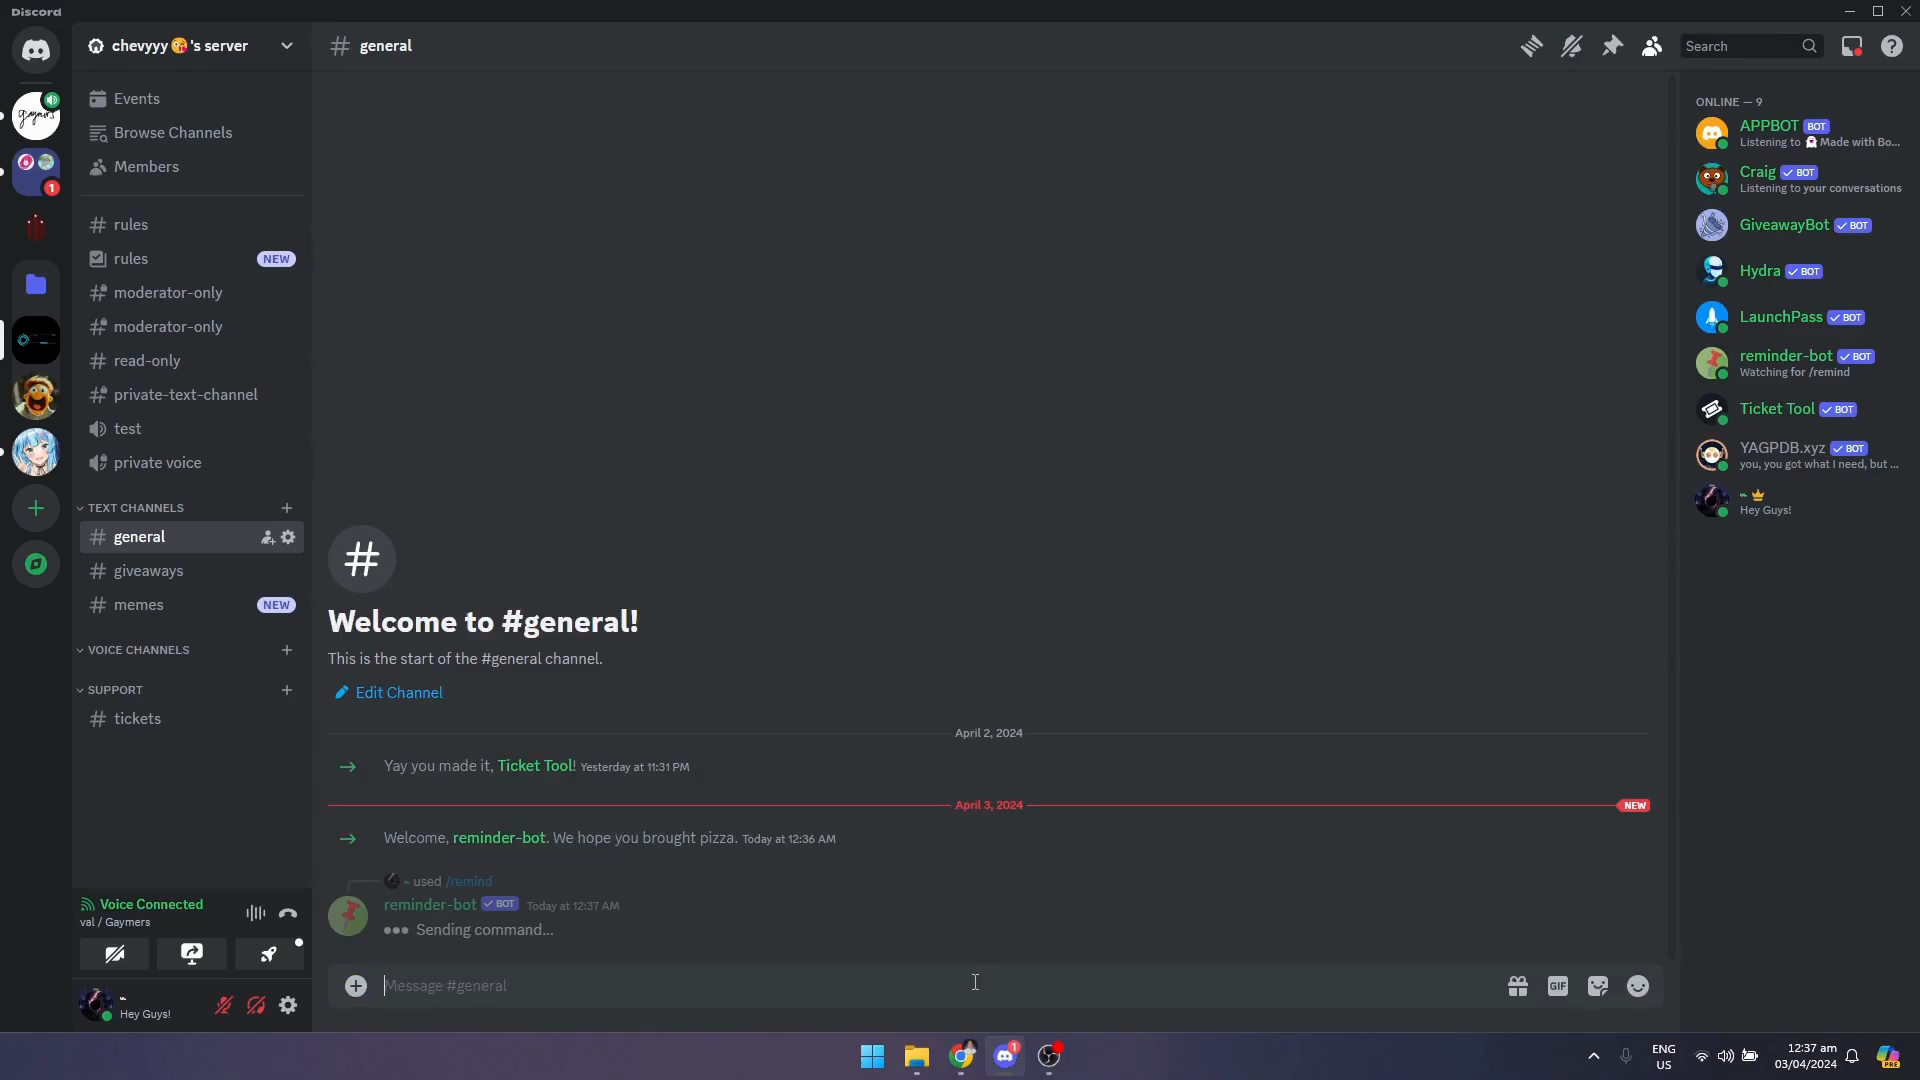 Discord
chevyyy😘's server
general
Search
Events
Browse Channels
Members
rules
rules NEW
moderator-only
moderator-only
read-only
private-text-channel
test
private voice
TEXT CHANNELS
general
giveaways
memes NEW
VOICE CHANNELS
SUPPORT
tickets
gaymers
1
Voice Connected
val / Gaymers
Hey Guys!
#
Welcome to #general!
This is the start of the #general channel.
Edit Channel
April 2, 2024
Yay you made it, Ticket Tool! Yesterday at 11:31 PM
April 3, 2024 NEW
Welcome, reminder-bot. We hope you brought pizza. Today at 12:36 AM
used /remind
reminder-bot BOT Today at 12:37 AM
Sending command...
Message #general
GIF
ONLINE — 9
APPBOT BOT
Listening to 👻 Made with Bo...
Craig BOT
Listening to your conversations
GiveawayBot BOT
Hydra BOT
LaunchPass BOT
reminder-bot BOT
Watching for /remind
Ticket Tool BOT
YAGPDB.xyz BOT
you, you got what I need, but ...
Hey Guys!
1
ENG
US
12:37 am
03/04/2024
PRE